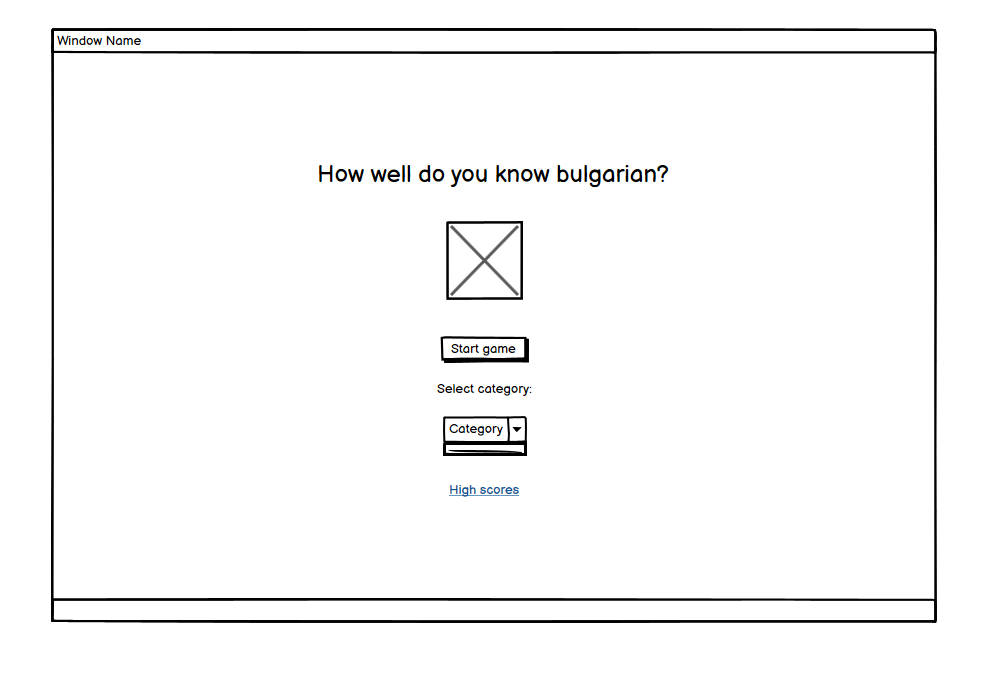 Window Name
How well do you know bulgarian?
Start game
Select category:
Category
High scores